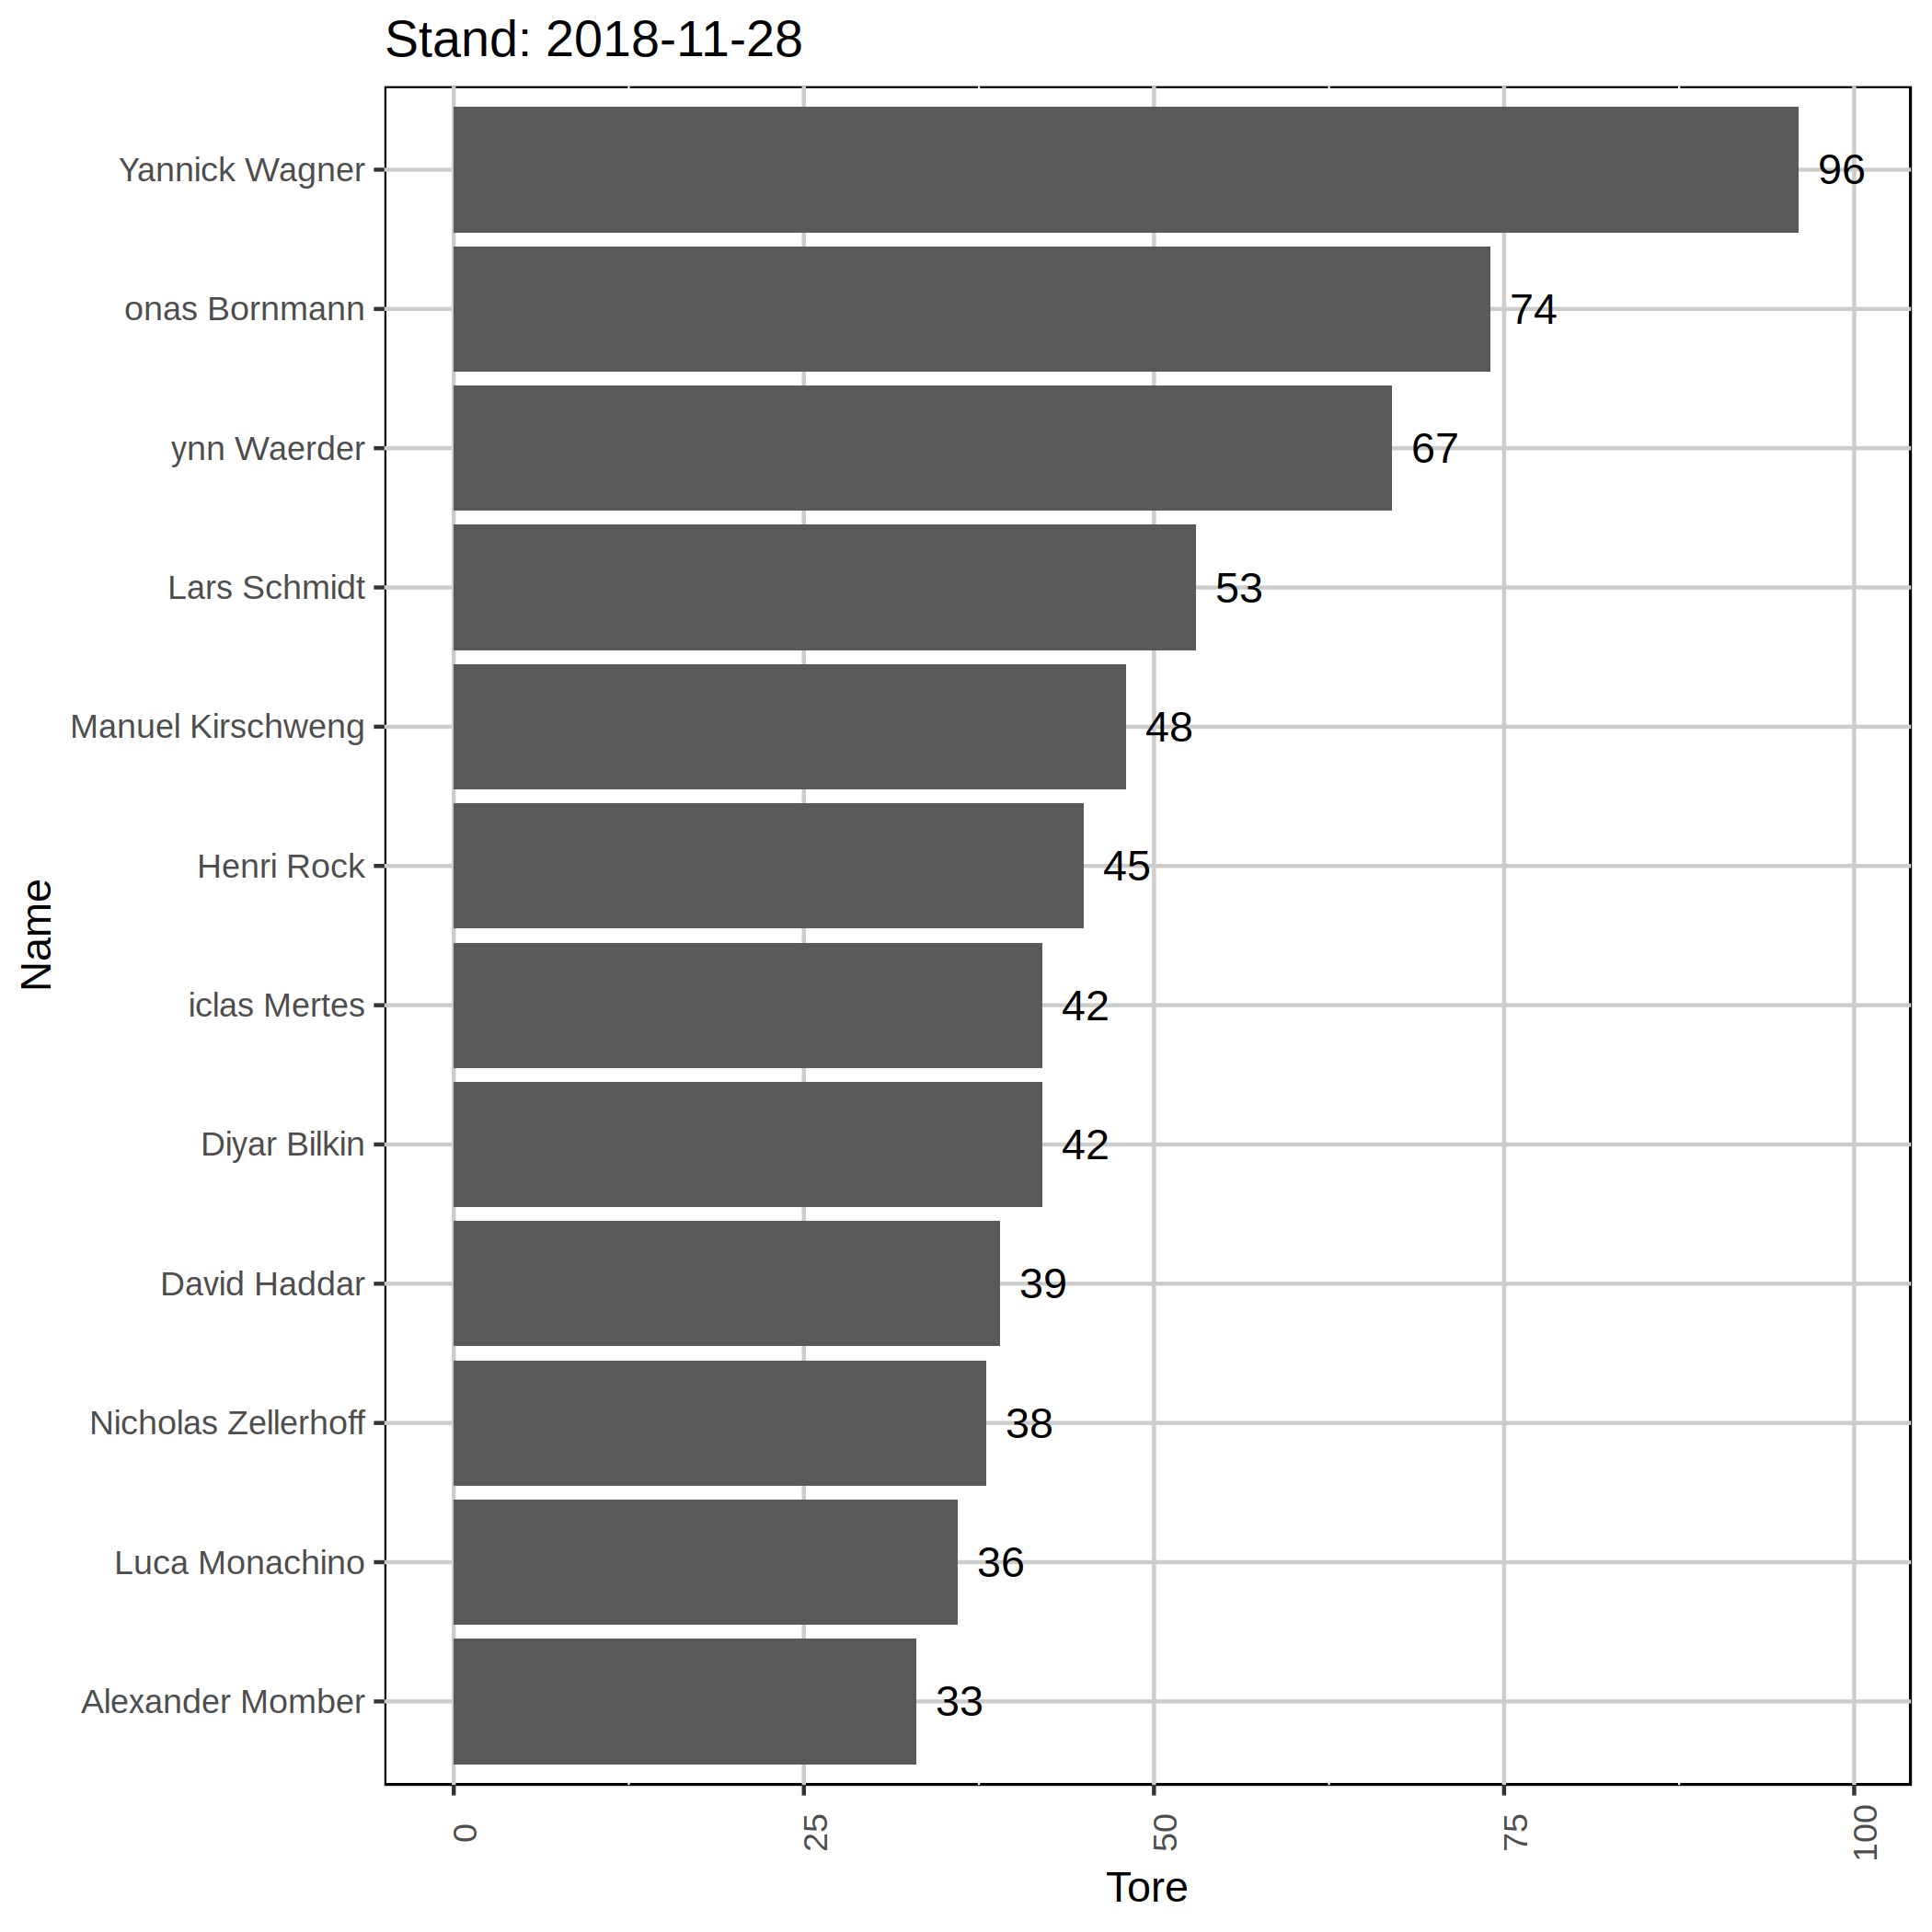 Stand: 2018-11-28
Name
Yannick Wagner 96
onas Bornmann 74
ynn Waerder 67
Lars Schmidt 53
Manuel Kirschweng 48
Henri Rock 45
iclas Mertes 42
Diyar Bilkin 42
David Haddar 39
Nicholas Zellerhoff 38
Luca Monachino 36
Alexander Momber 33
0 25 50 75 100
Tore